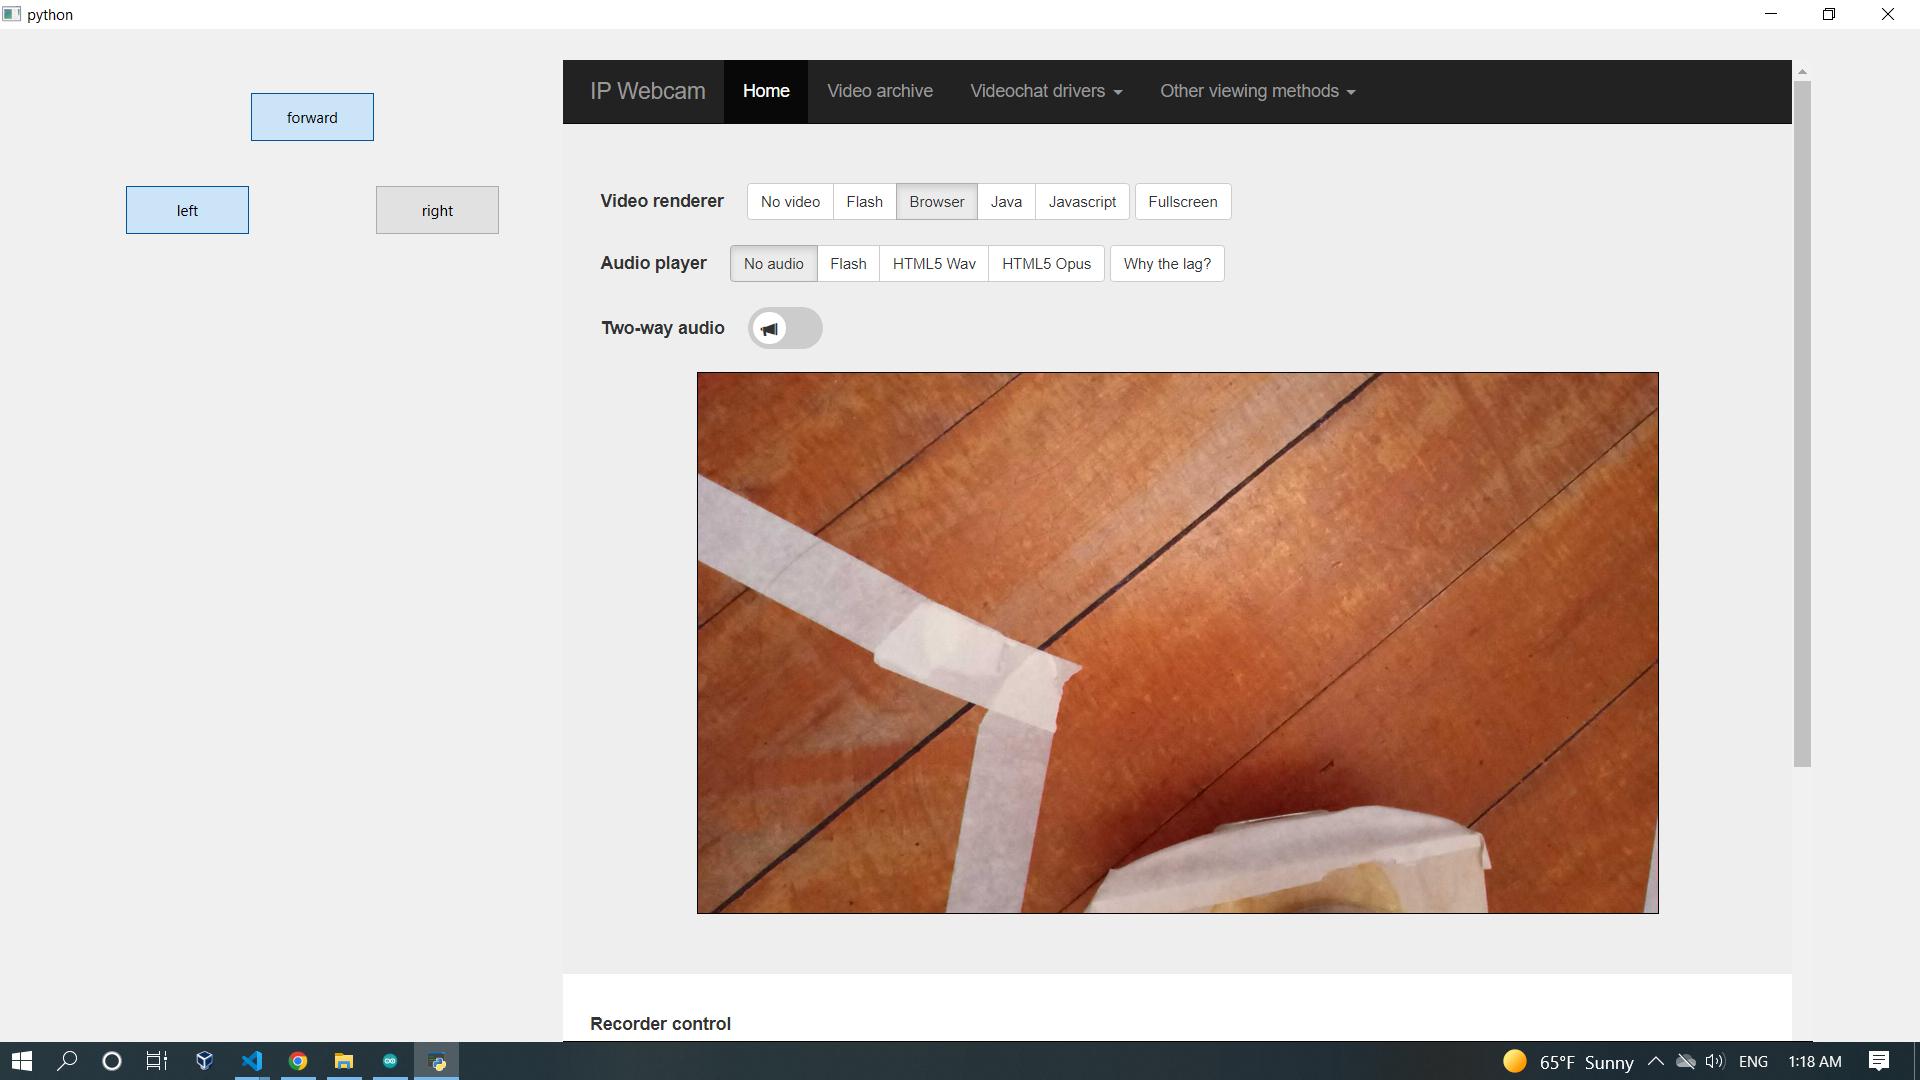 python
forward
left
right
IP Webcam Home Video archive Videochat drivers Other viewing methods
Video renderer No video Flash Browser Java Javascript Fullscreen
Audio player No audio Flash HTML5 Wav HTML5 Opus Why the lag?
Two-way audio
Recorder control
65°F Sunny ENG 1:18 AM